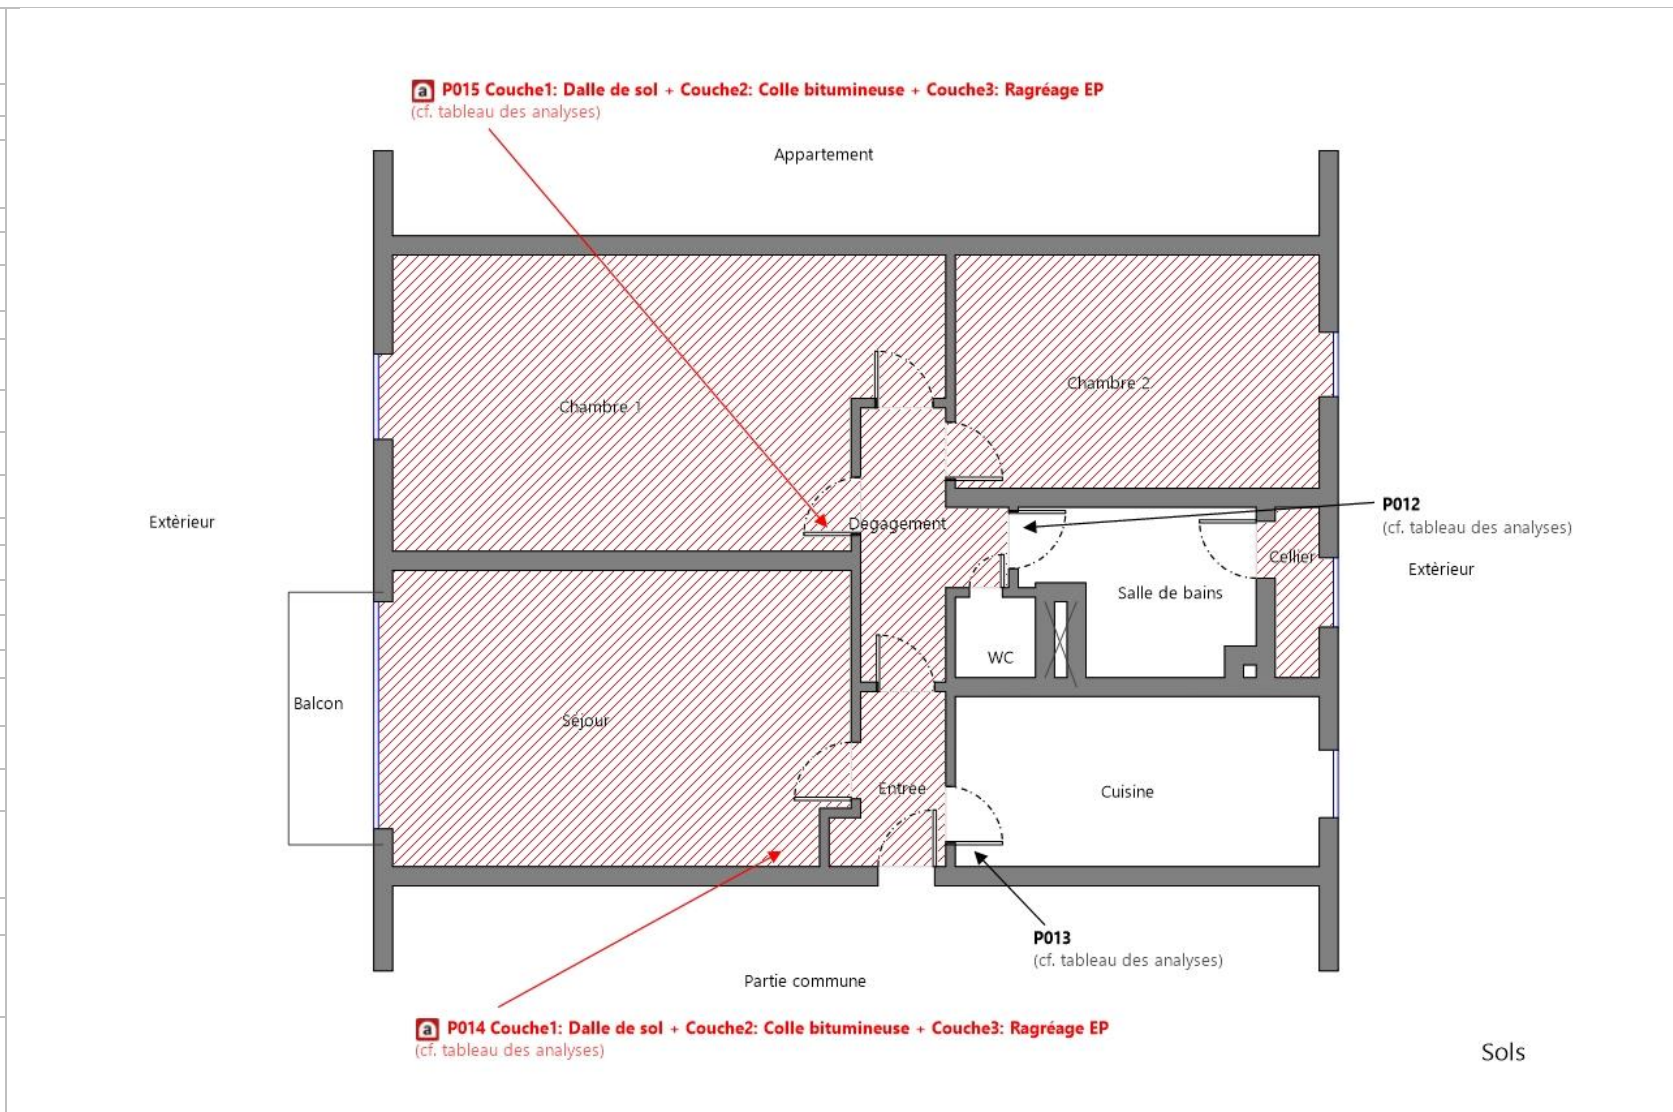 a P015 Couche1: Dalle de sol + Couche2: Colle bitumineuse + Couche3: Ragréage EP
(cf. tableau des analyses)
Appartement
Chambre 1
Chambre 2
Extèrieur
Dégagement
P012
(cf. tableau des analyses)
Cellier
Extèrieur
Salle de bains
WC
Balcon
Séjour
Entrée
Cuisine
P013
(cf. tableau des analyses)
Partie commune
a P014 Couche1: Dalle de sol + Couche2: Colle bitumineuse + Couche3: Ragréage EP
(cf. tableau des analyses)
Sols